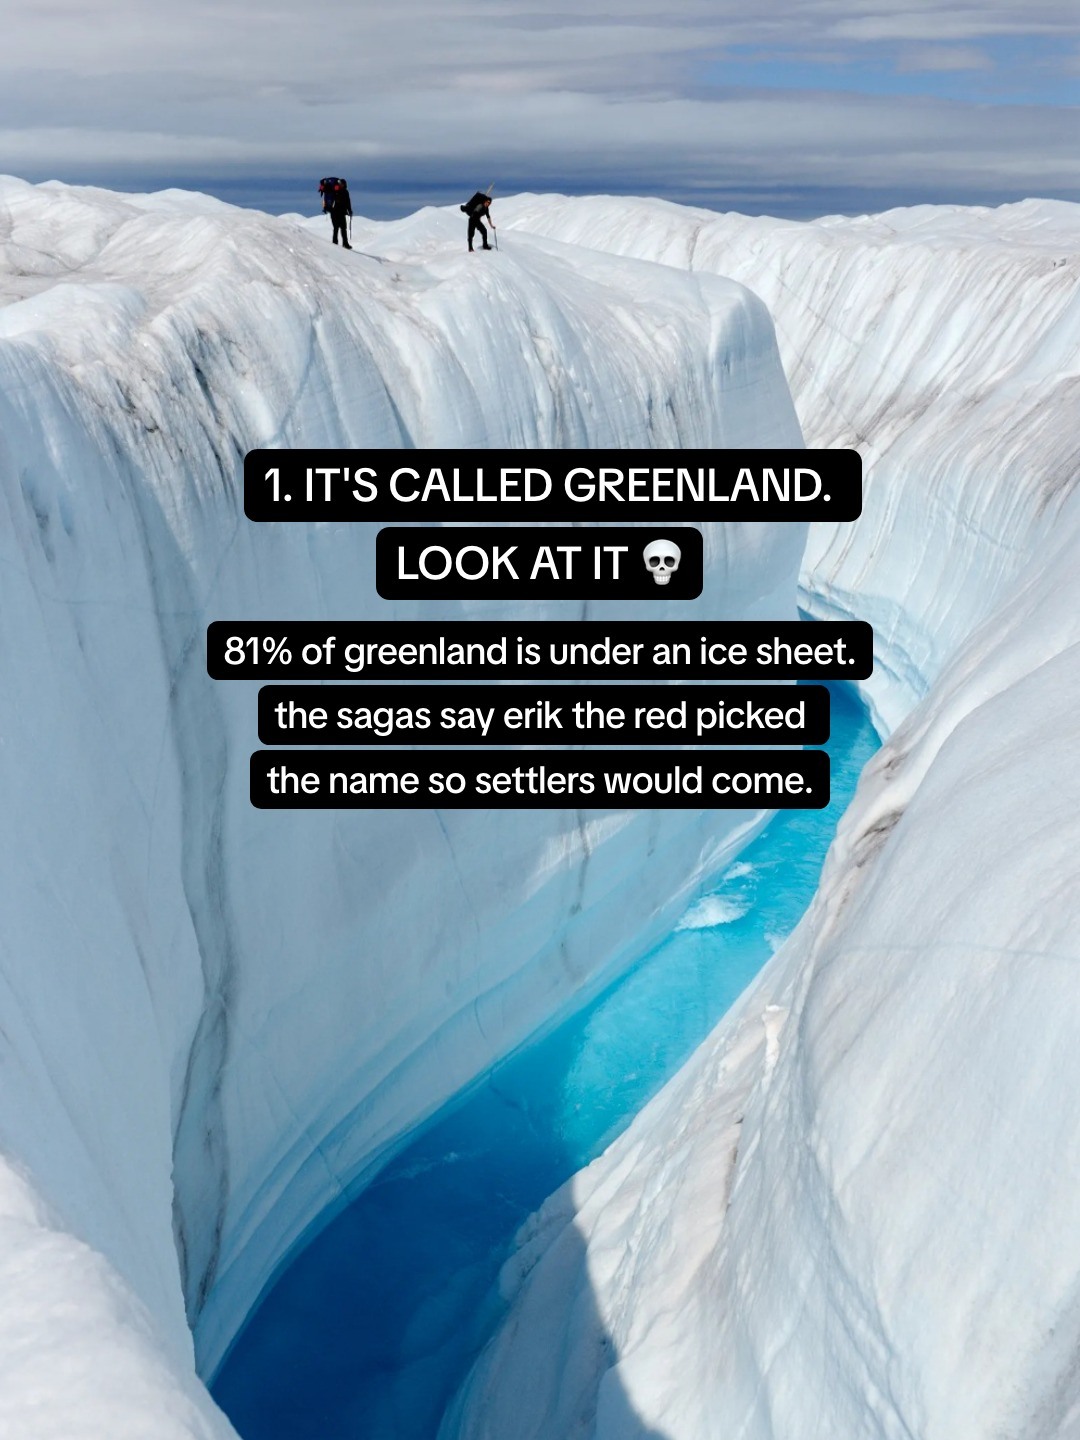 1. IT'S CALLED GREENLAND.
LOOK AT IT 💀
81% of greenland is under an ice sheet.
the sagas say erik the red picked
the name so settlers would come.